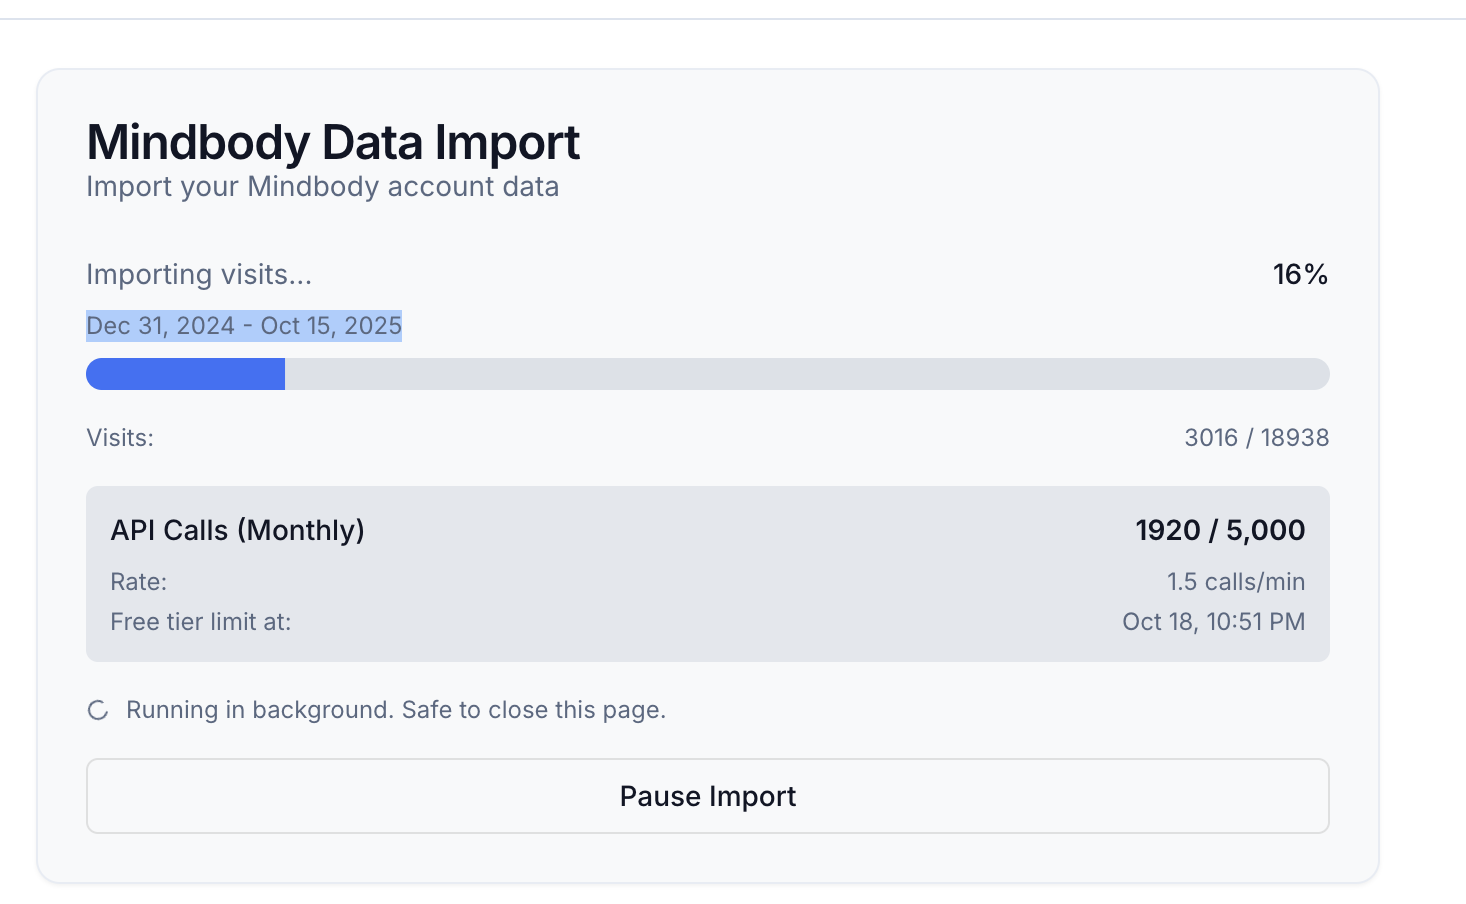 Mindbody Data Import
Import your Mindbody account data
Importing visits... 16%
Dec 31, 2024 - Oct 15, 2025
Visits: 3016 / 18938
API Calls (Monthly) 1920 / 5,000
Rate: 1.5 calls/min
Free tier limit at: Oct 18, 10:51 PM
Running in background. Safe to close this page.
Pause Import